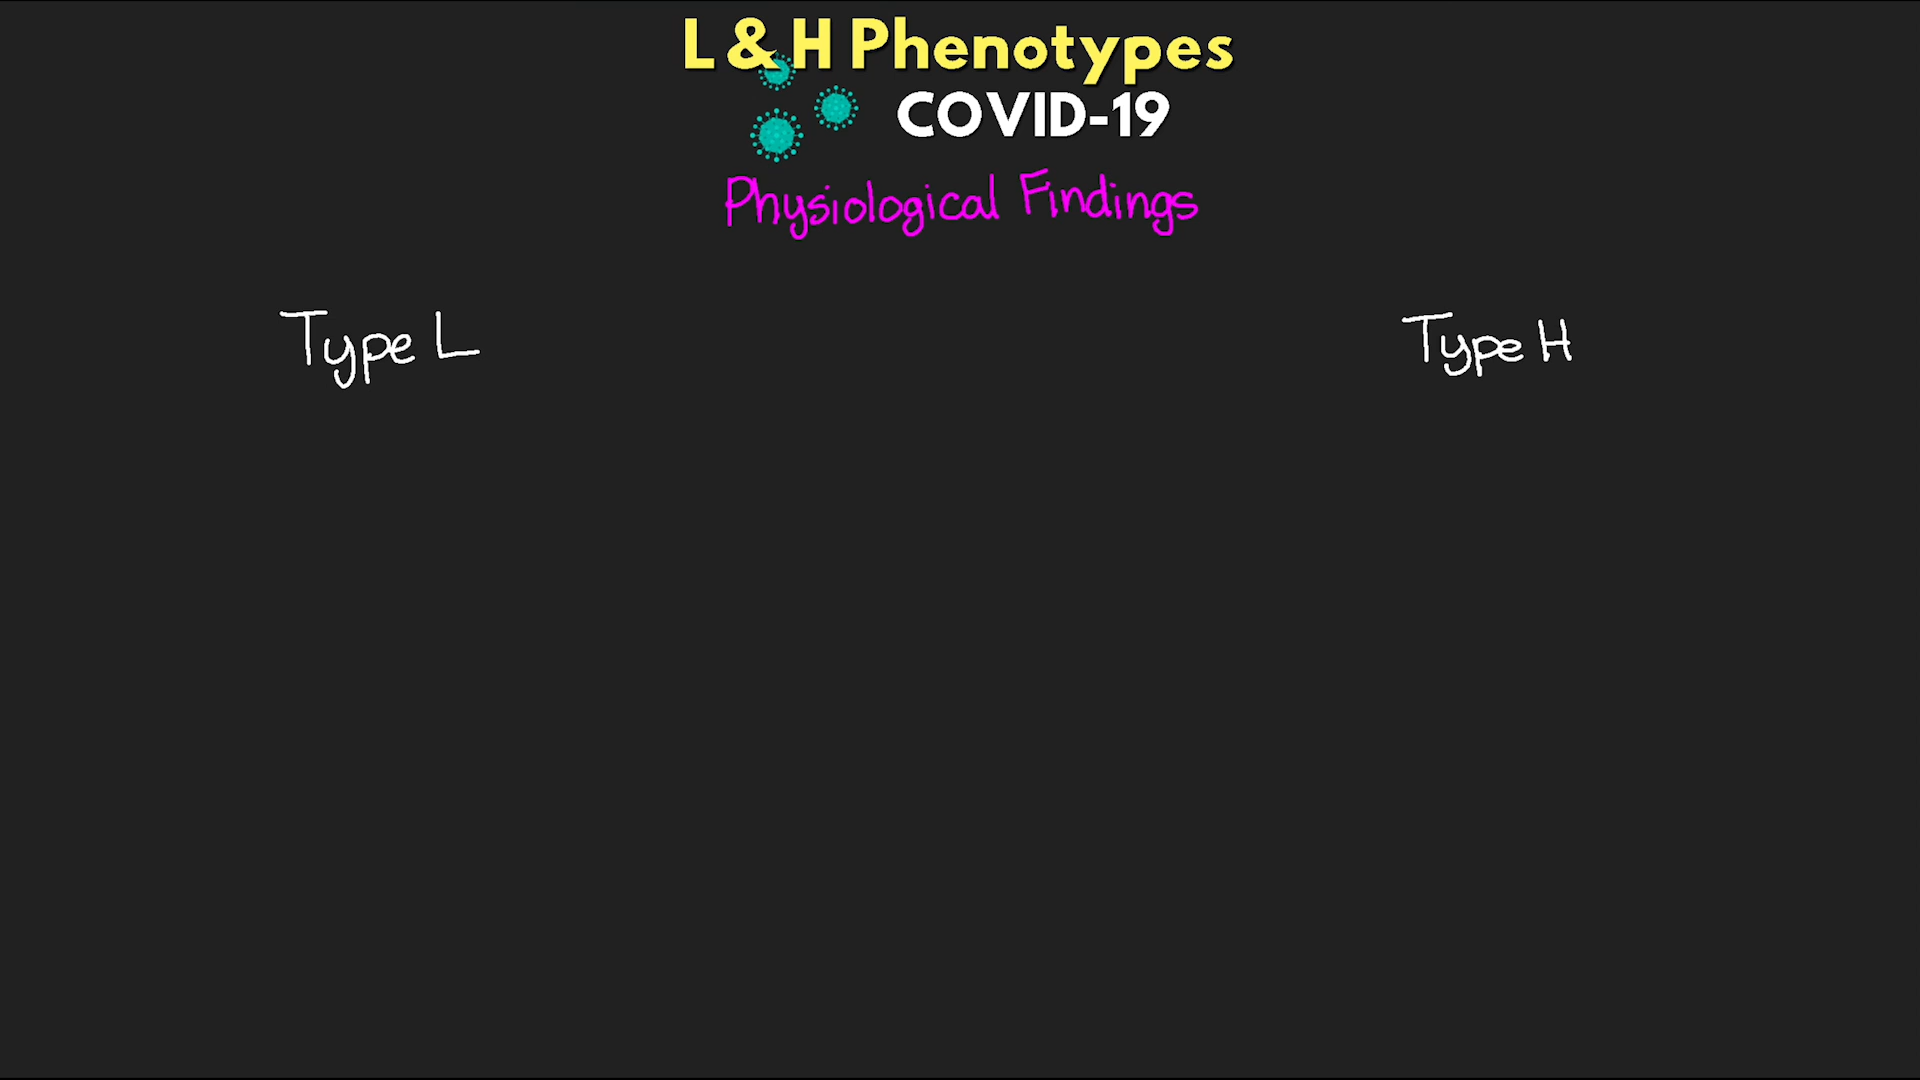 L & H Phenotypes
COVID-19
Physiological Findings
Type L
Type H